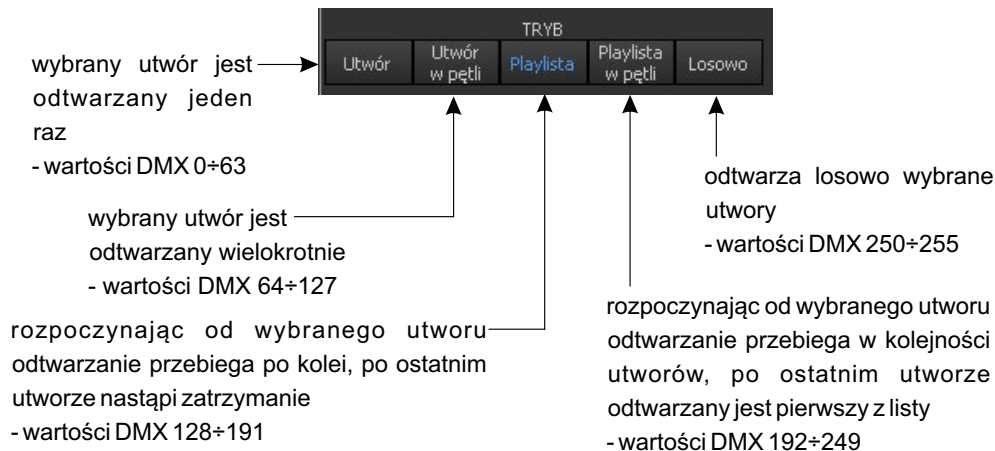 TRYB
Utwór
Utwór
w pętli
Playlista
Playlista
w pętli
Losowo
wybrany utwór jest
odtwarzany jeden
raz
- wartości DMX 0÷63
wybrany utwór jest
odtwarzany wielokrotnie
- wartości DMX 64÷127
rozpoczynając od wybranego utworu
odtwarzanie przebiega po kolei, po ostatnim
utworze nastąpi zatrzymanie
- wartości DMX 128÷191
odtwarza losowo wybrane
utwory
- wartości DMX 250÷255
rozpoczynając od wybranego utworu
odtwarzanie przebiega w kolejności
utworów, po ostatnim utworze
odtwarzany jest pierwszy z listy
- wartości DMX 192÷249